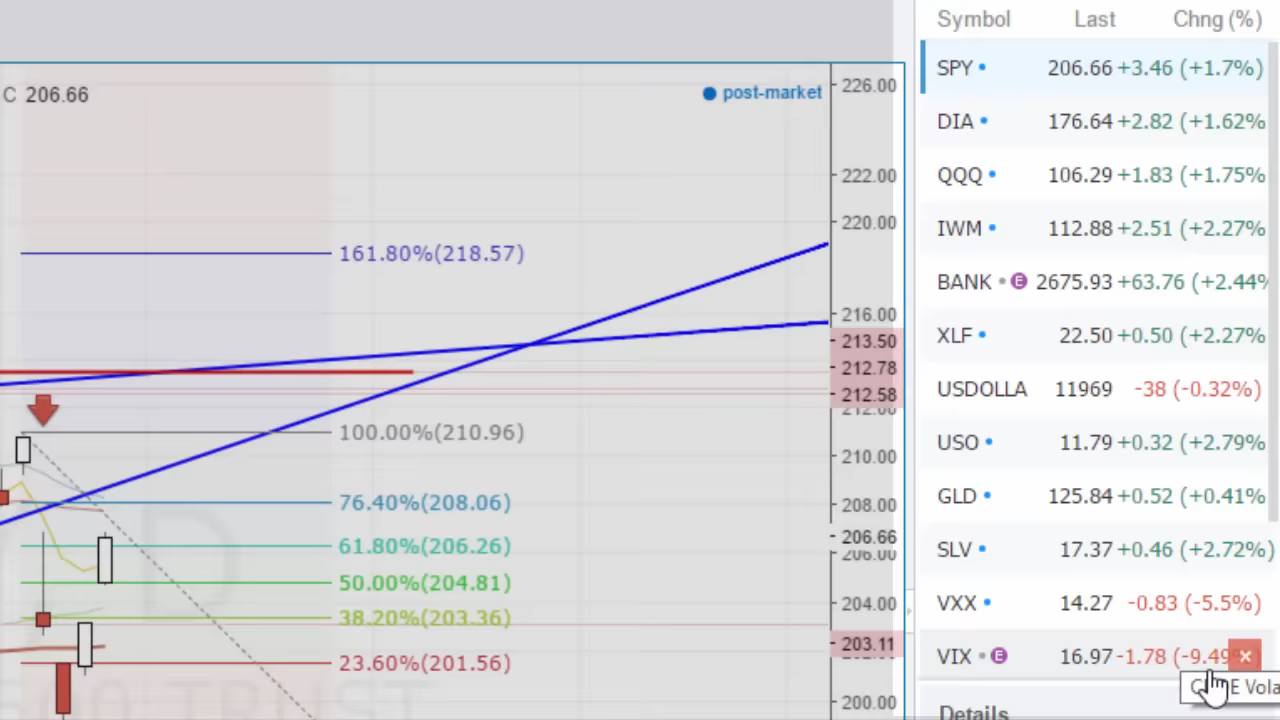 Symbol Last Chng (%)
SPY 206.66 +3.46 (+1.7%)
DIA 176.64 +2.82 (+1.62%
QQQ 106.29 +1.83 (+1.75%
IWM 112.88 +2.51 (+2.27%
BANK E 2675.93 +63.76 (+2.44%
XLF 22.50 +0.50 (+2.27%)
USDOLLA 11969 -38 (-0.32%)
USO 11.79 +0.32 (+2.79%
GLD 125.84 +0.52 (+0.41%
SLV 17.37 +0.46 (+2.72%)
VXX 14.27 -0.83 (-5.5%)
VIX E 16.97 -1.78 (-9.49%
E Vola
Details
C 206.66
post-market
161.80%(218.57)
100.00%(210.96)
76.40%(208.06)
61.80%(206.26)
50.00%(204.81)
38.20%(203.36)
23.60%(201.56)
226.00
222.00
220.00
216.00
213.50
212.78
212.58
212.00
210.00
208.00
206.66
206.00
204.00
203.11
200.00
TRUST